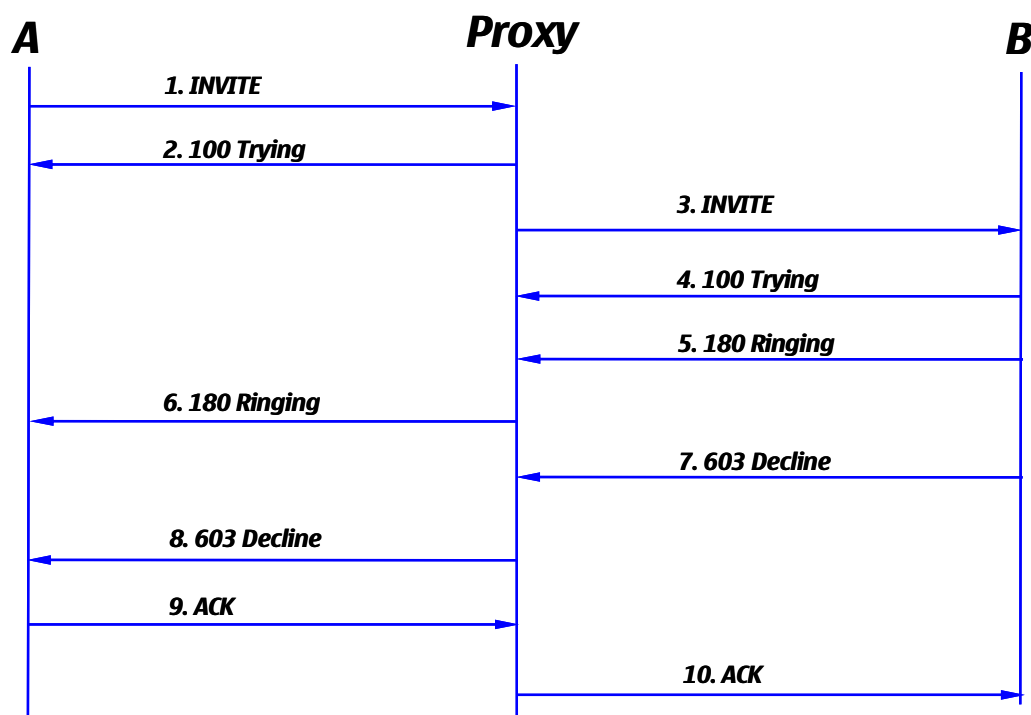 A
Proxy
B
1. INVITE
2. 100 Trying
3. INVITE
4. 100 Trying
5. 180 Ringing
6. 180 Ringing
7. 603 Decline
8. 603 Decline
9. ACK
10. ACK